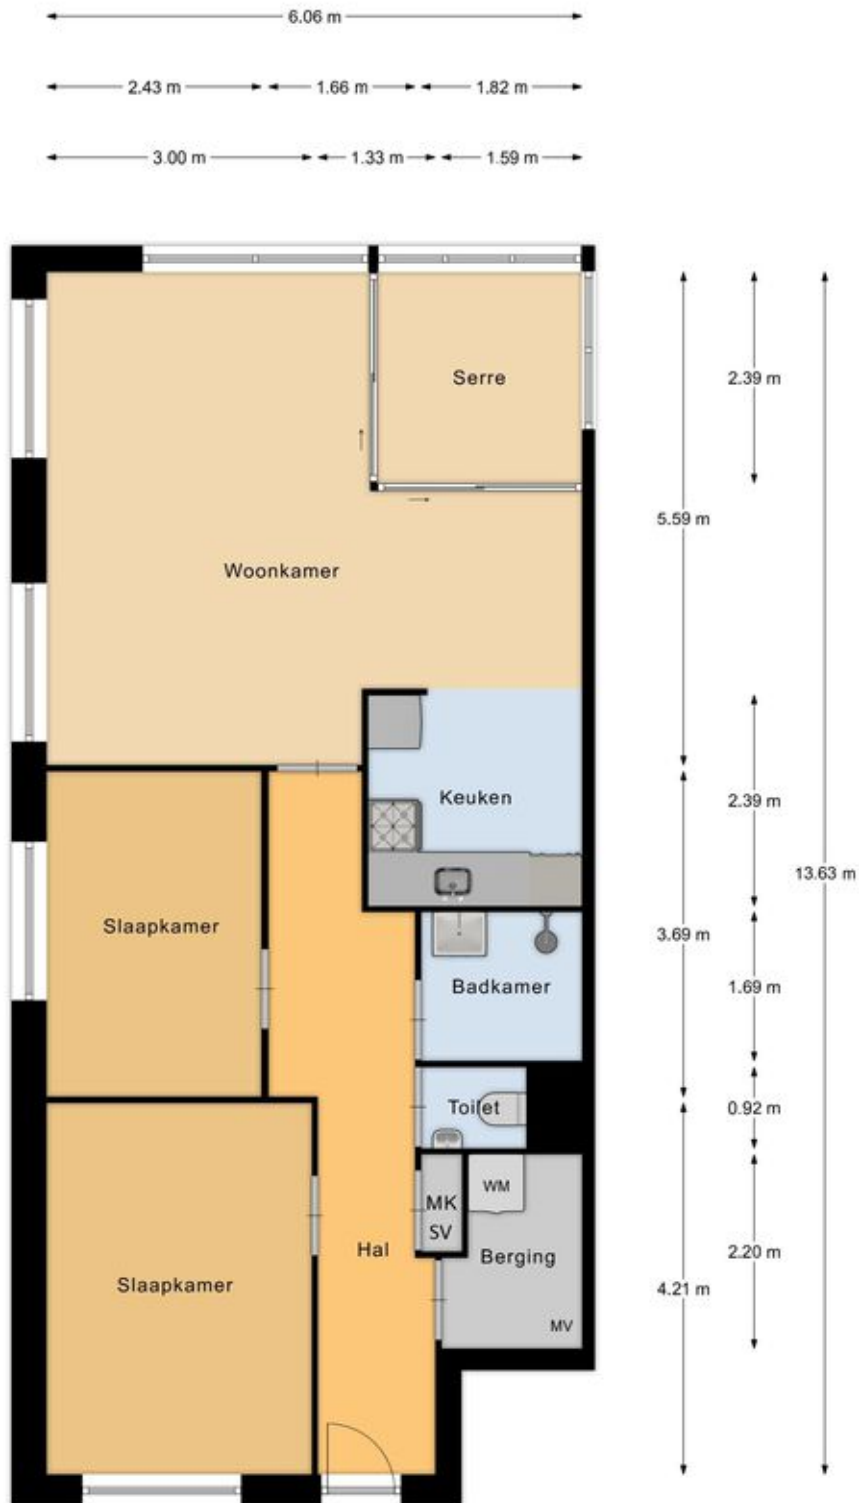 6.06 m
2.43 m 1.66 m 1.82 m
3.00 m 1.33 m 1.59 m
Serre
2.39 m
5.59 m
Woonkamer
Keuken
2.39 m
13.63 m
Slaapkamer
3.69 m
Badkamer
1.69 m
Toilet
0.92 m
WM
MK
SV
Hal
Berging
2.20 m
Slaapkamer
4.21 m
MV